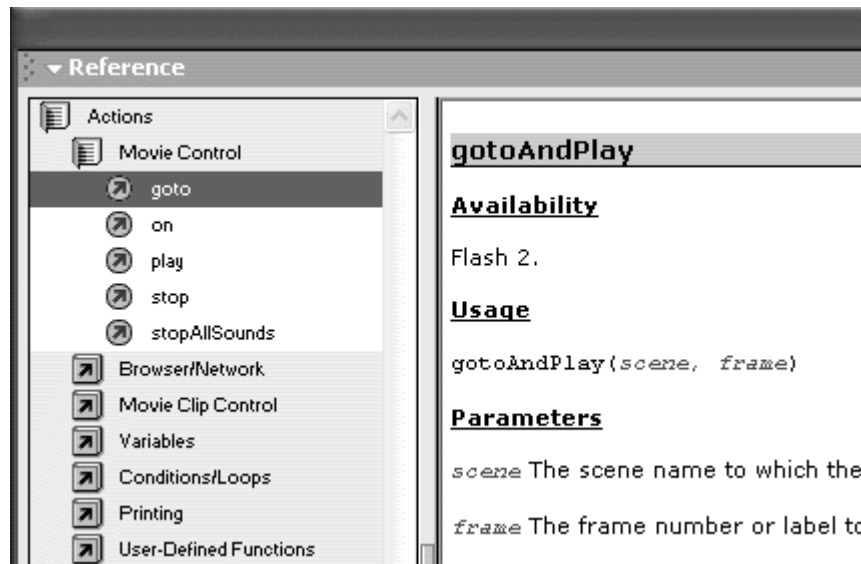 Reference
Actions
Movie Control
goto
on
play
stop
stopAllSounds
Browser/Network
Movie Clip Control
Variables
Conditions/Loops
Printing
User-Defined Functions
gotoAndPlay
Availability
Flash 2.
Usage
gotoAndPlay(scene, frame)
Parameters
scene The scene name to which the
frame The frame number or label to